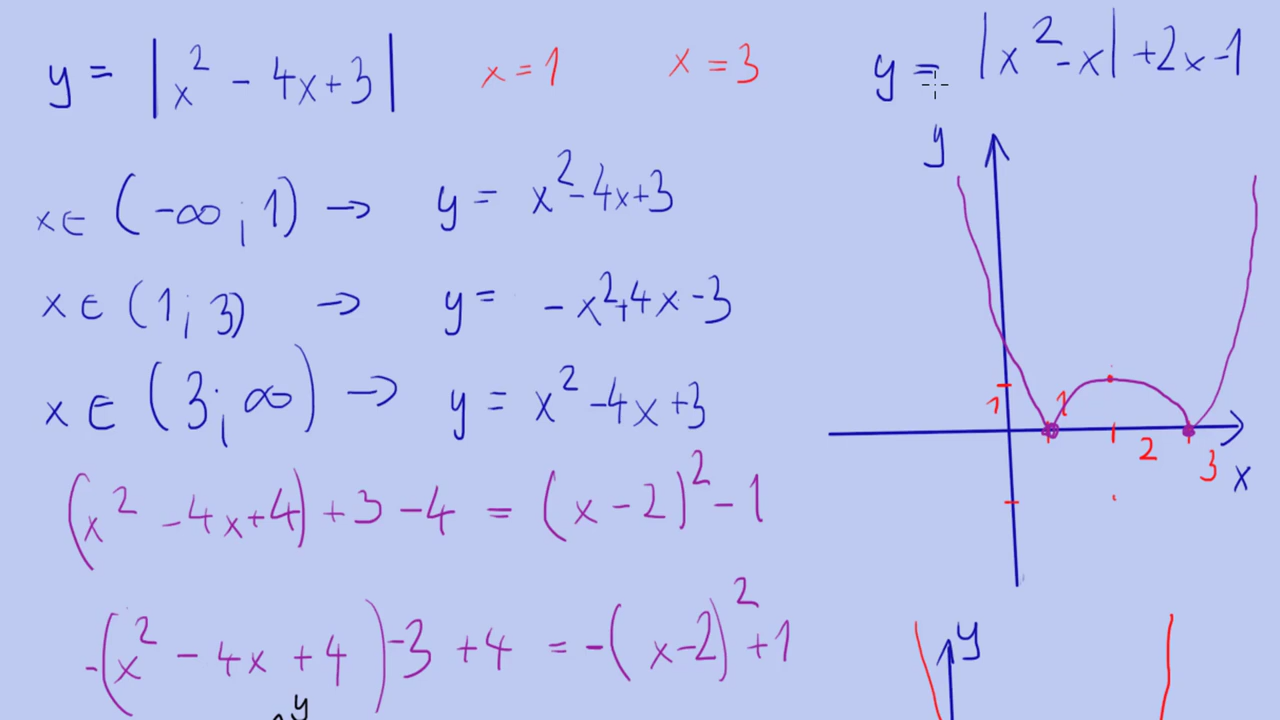 y = |x² - 4x+3| x = 1 x = 3
x∈ (-∞; 1) → y = x²-4x+3
x∈ (1; 3) → y = -x²+4x-3
x∈ (3; ∞) → y = x²-4x+3
(x² -4x+4)+3-4 = (x-2)²-1
-(x² - 4x +4)-3 +4 = -(x-2)²+1
y
y = |x²-x|+2x-1
y
1
1
2
3
x
y